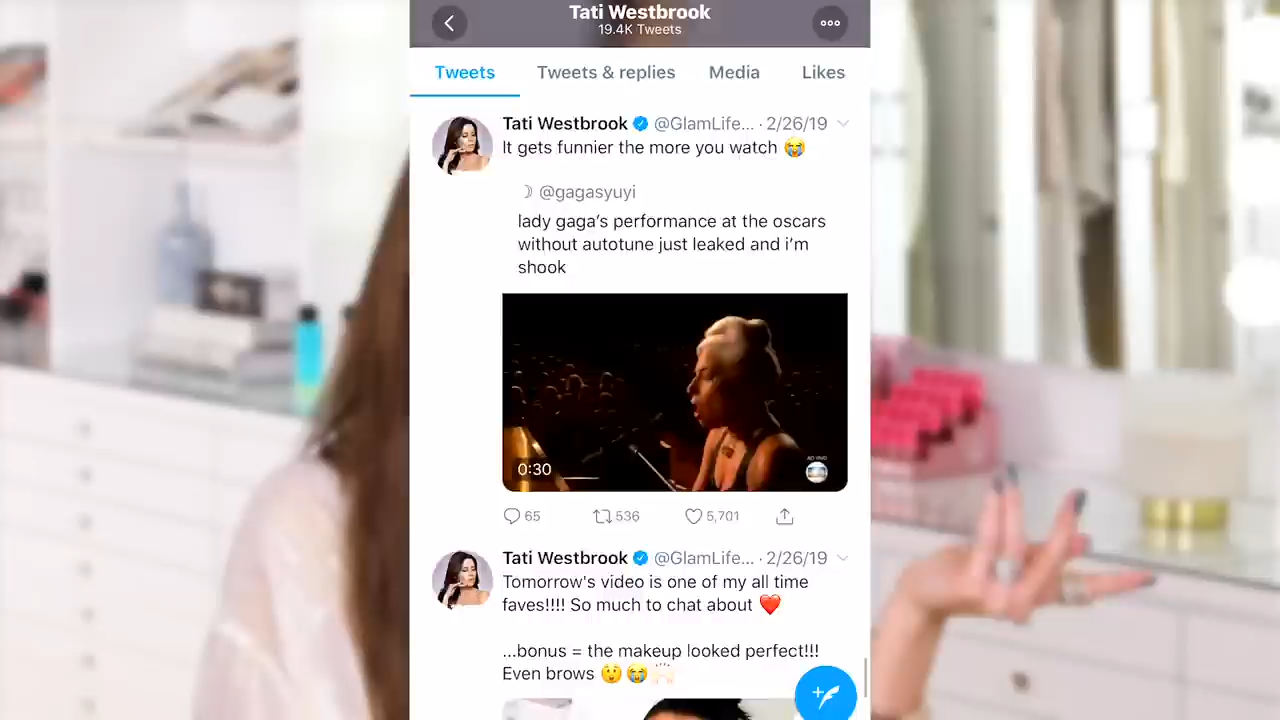 Tati Westbrook
19.4K Tweets
Tweets
Tweets & replies
Media
Likes
Tati Westbrook @GlamLife... · 2/26/19
It gets funnier the more you watch 😭
☽ @gagasyuyi
lady gaga’s performance at the oscars
without autotune just leaked and i’m
shook
AO VIVO
0:30
65
536
5,701
Tati Westbrook @GlamLife... · 2/26/19
Tomorrow's video is one of my all time
faves!!!! So much to chat about ❤️
...bonus = the makeup looked perfect!!!
Even brows 😲😭🙌🏻